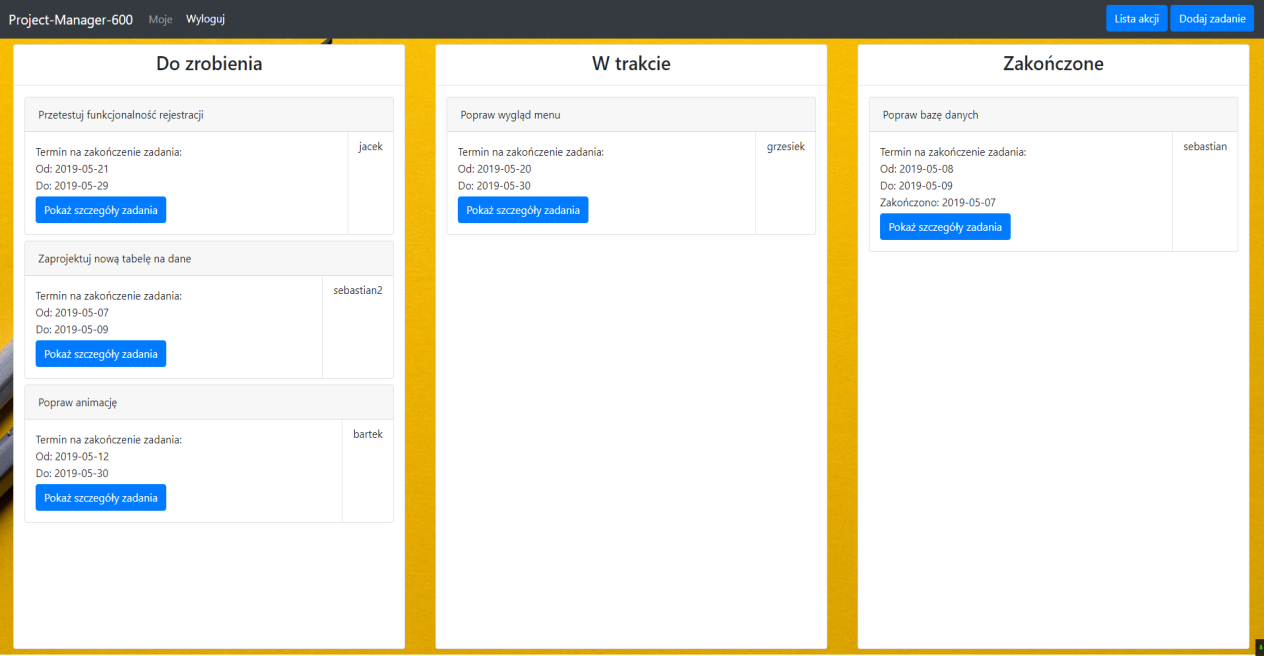 Project-Manager-600 Moje Wyloguj Lista akcji Dodaj zadanie
Do zrobienia
Przetestuj funkcjonalność rejestracji
Termin na zakończenie zadania:
Od: 2019-05-21
Do: 2019-05-29
Pokaż szczegóły zadania
jacek
Zaprojektuj nową tabelę na dane
Termin na zakończenie zadania:
Od: 2019-05-07
Do: 2019-05-09
Pokaż szczegóły zadania
sebastian2
Popraw animację
Termin na zakończenie zadania:
Od: 2019-05-12
Do: 2019-05-30
Pokaż szczegóły zadania
bartek
W trakcie
Popraw wygląd menu
Termin na zakończenie zadania:
Od: 2019-05-20
Do: 2019-05-30
Pokaż szczegóły zadania
grzesiek
Zakończone
Popraw bazę danych
Termin na zakończenie zadania:
Od: 2019-05-08
Do: 2019-05-09
Zakończono: 2019-05-07
Pokaż szczegóły zadania
sebastian